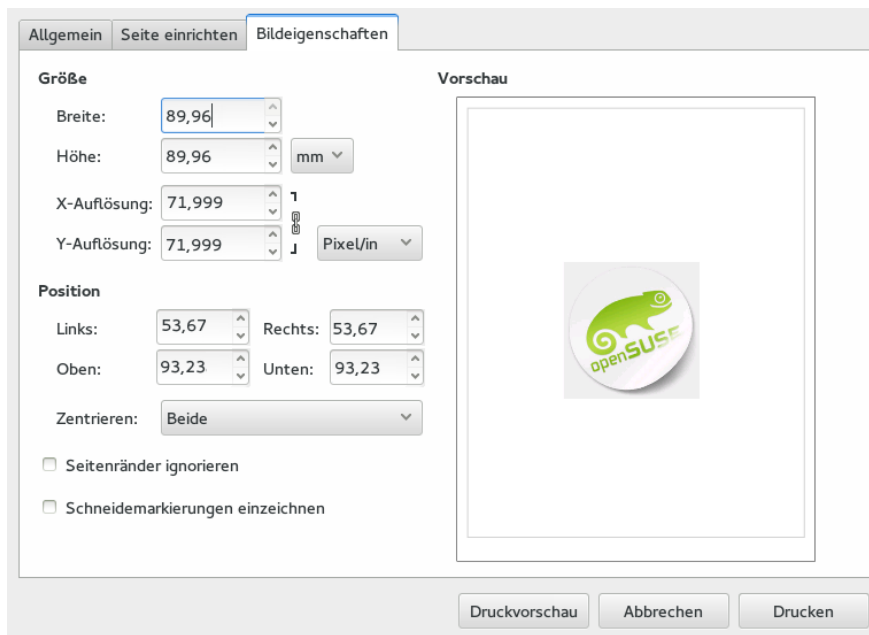 Allgemein Seite einrichten Bildeigenschaften
Größe
Breite: 89,96
Höhe: 89,96 mm
X-Auflösung: 71,999
Y-Auflösung: 71,999 Pixel/in
Position
Links: 53,67 Rechts: 53,67
Oben: 93,23 Unten: 93,23
Zentrieren: Beide
Seitenränder ignorieren
Schneidemarkierungen einzeichnen
Vorschau
openSUSE
Druckvorschau Abbrechen Drucken